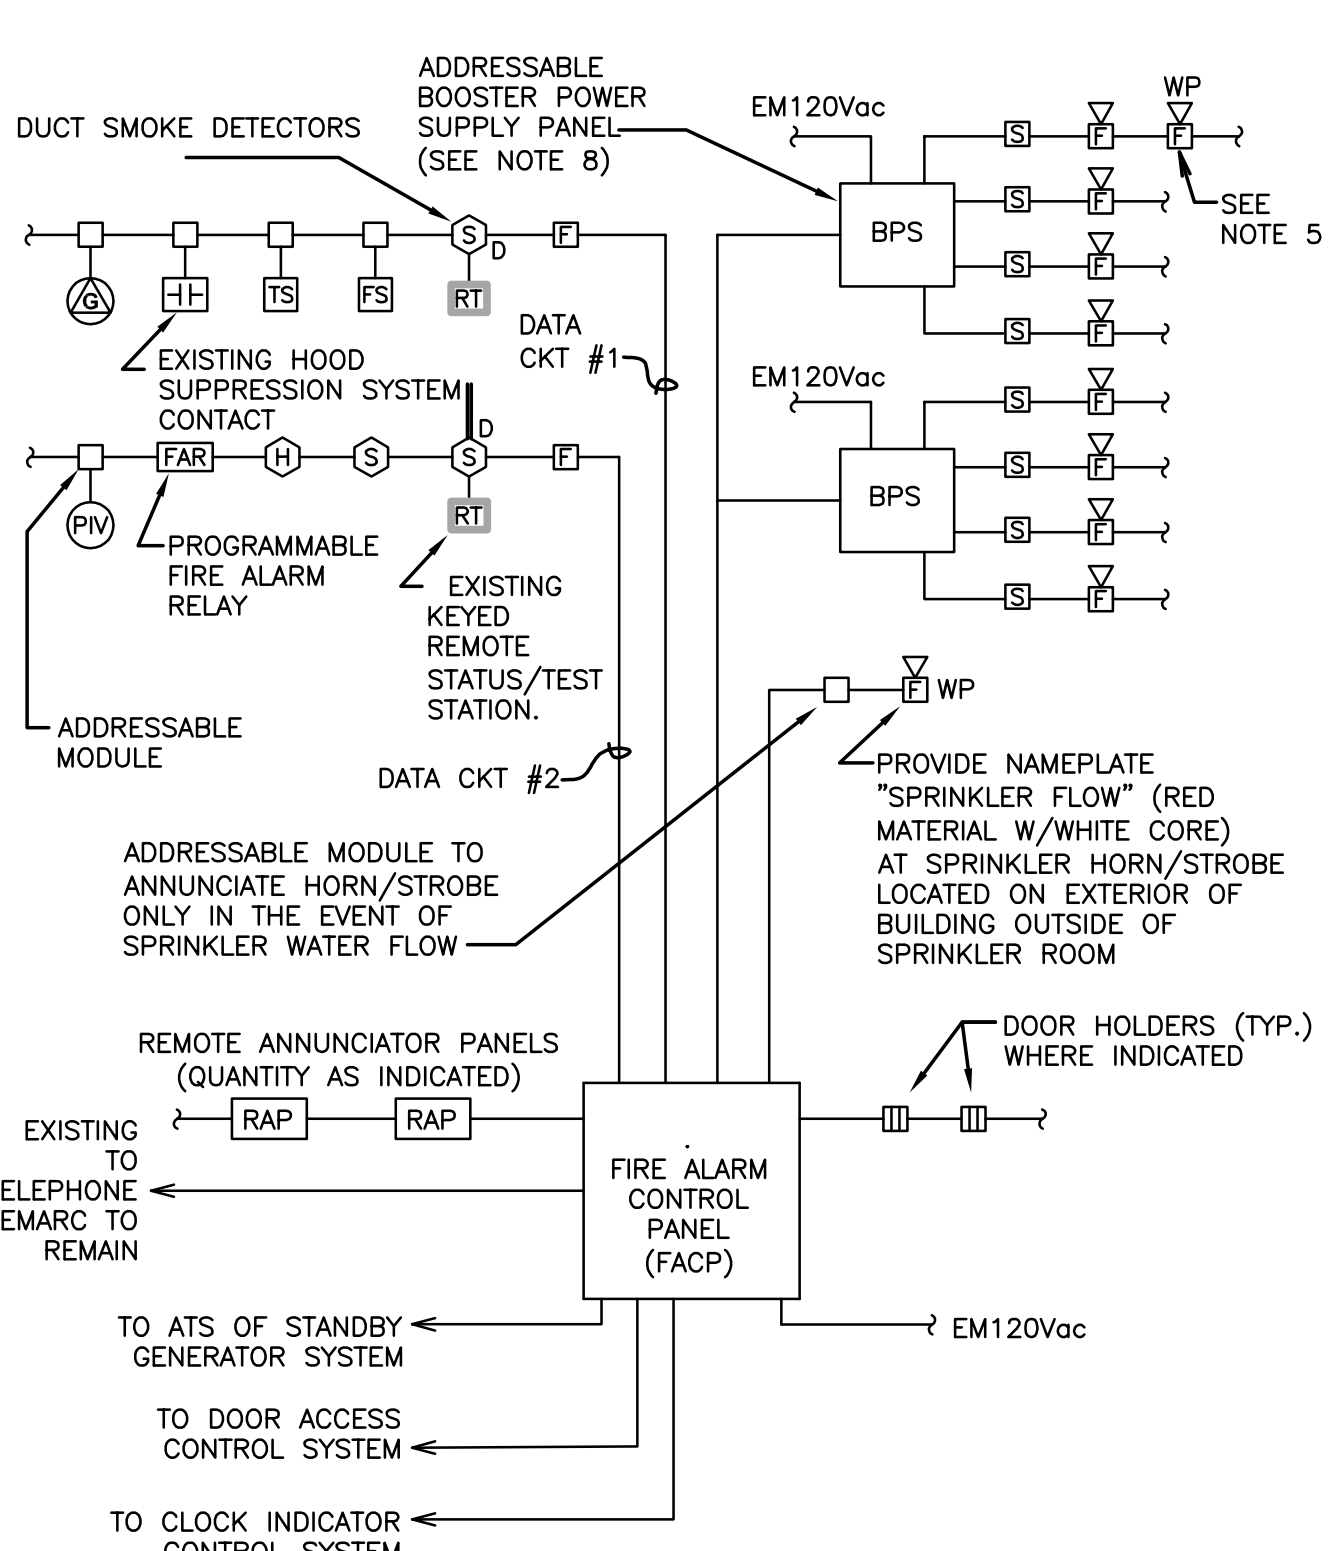 ADDRESSABLE
BOOSTER POWER
SUPPLY PANEL
(SEE NOTE 8)
DUCT SMOKE DETECTORS
EM120Vac
WP
S F F
SEE
NOTE 5
BPS
S F
S F
S F
S D F
G
TS
FS
RT
DATA
CKT #1
EXISTING HOOD
SUPPRESSION SYSTEM
CONTACT
EM120Vac
BPS
S F
S F
S F
S F
D
FAR H S S F
PIV
RT
PROGRAMMABLE
FIRE ALARM
RELAY
EXISTING
KEYED
REMOTE
STATUS/TEST
STATION.
ADDRESSABLE
MODULE
DATA CKT #2
F WP
PROVIDE NAMEPLATE
"SPRINKLER FLOW" (RED
MATERIAL W/WHITE CORE)
AT SPRINKLER HORN/STROBE
LOCATED ON EXTERIOR OF
BUILDING OUTSIDE OF
SPRINKLER ROOM
ADDRESSABLE MODULE TO
ANNUNCIATE HORN/STROBE
ONLY IN THE EVENT OF
SPRINKLER WATER FLOW
DOOR HOLDERS (TYP.)
WHERE INDICATED
REMOTE ANNUNCIATOR PANELS
(QUANTITY AS INDICATED)
RAP RAP
EXISTING
TO
ELEPHONE
EMARC TO
REMAIN
FIRE ALARM
CONTROL
PANEL
(FACP)
TO ATS OF STANDBY
GENERATOR SYSTEM
EM120Vac
TO DOOR ACCESS
CONTROL SYSTEM
TO CLOCK INDICATOR
CONTROL SYSTEM